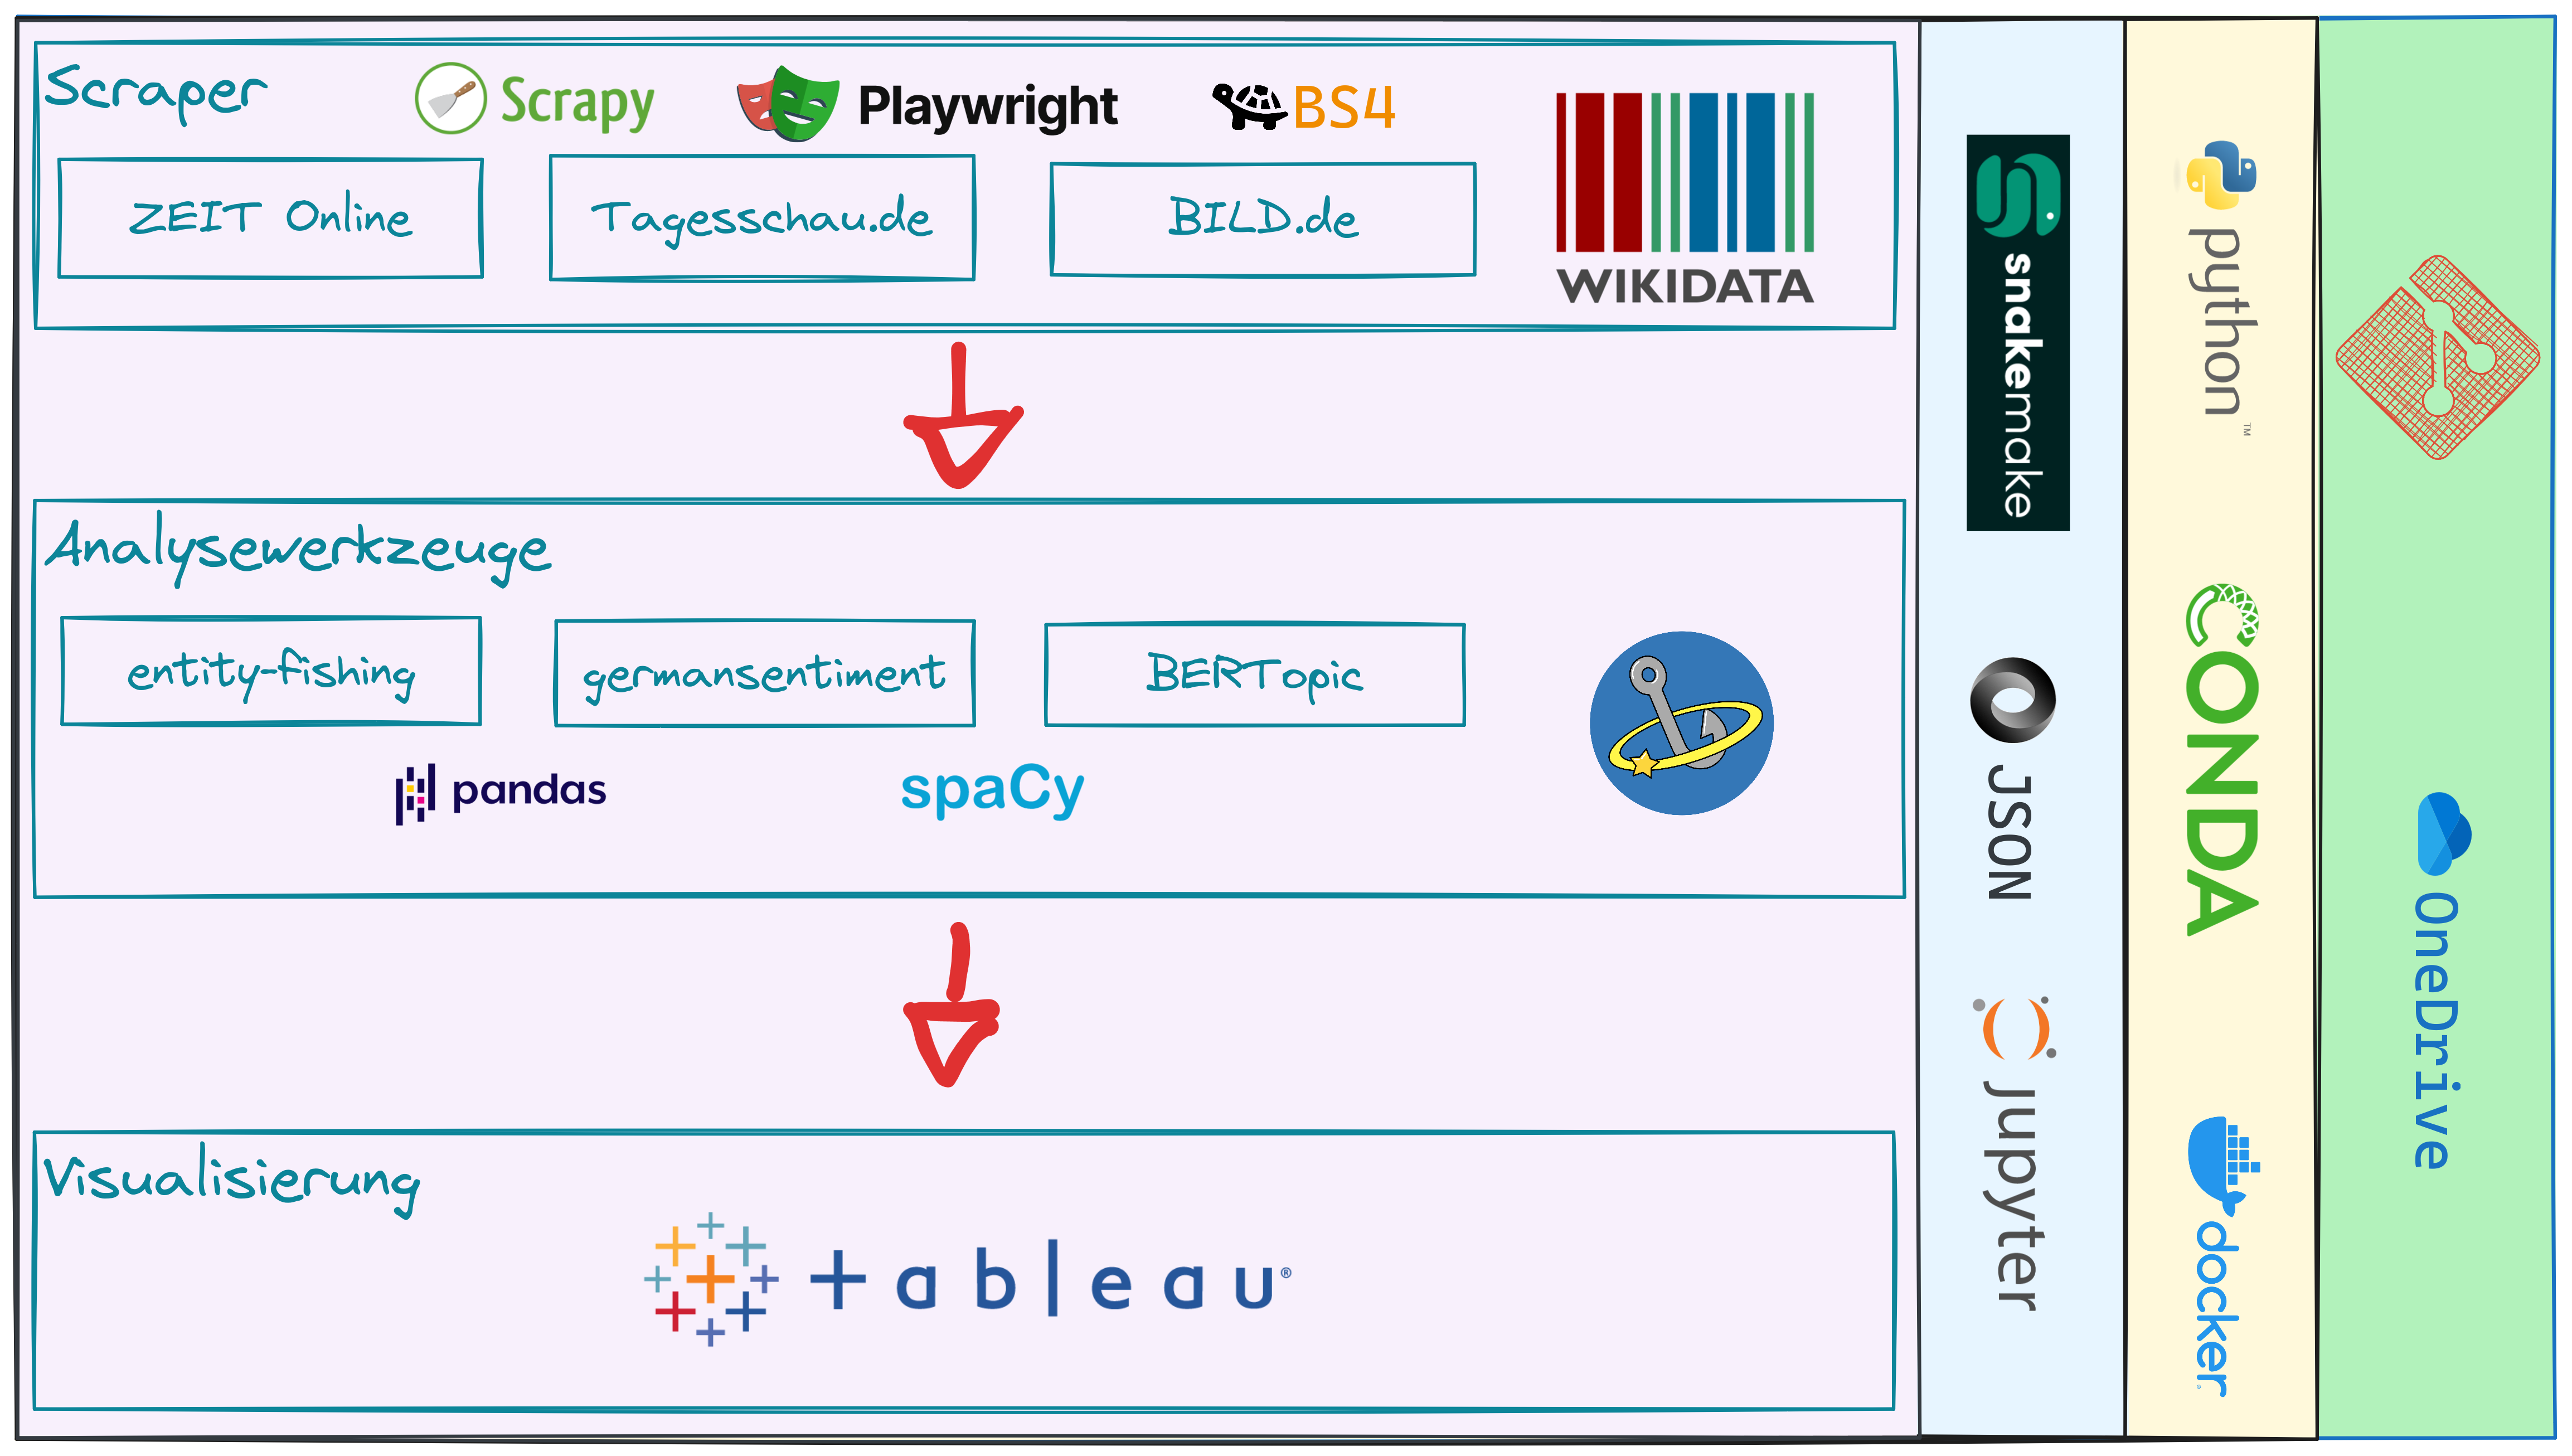 Scraper
Scrapy
Playwright
BS4
ZEIT Online
Tagesschau.de
BILD.de
WIKIDATA
Analysewerkzeuge
entity-fishing
germansentiment
BERTopic
pandas
spaCy
Visualisierung
+ableau®
snakemake
JSON
Jupyter
python™
CONDA
docker
OneDrive